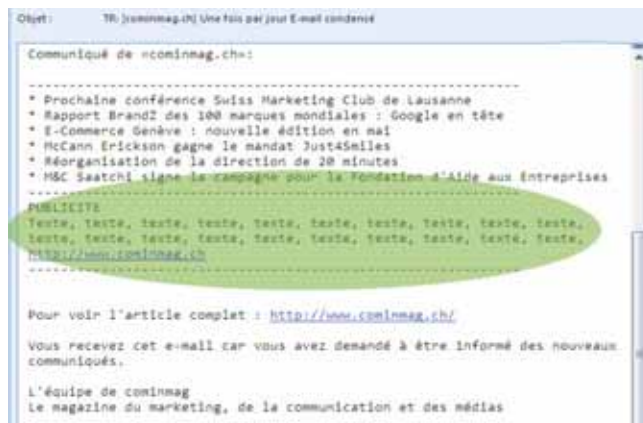 Objet : TR: [cominmag.ch] Une fois par jour E-mail condensé
Communiqué de «cominmag.ch»:
----------------------------------------------------------------
* Prochaine conférence Suiss Marketing Club de Lausanne
* Rapport BrandZ des 100 marques mondiales : Google en tête
* E-Commerce Genève : nouvelle édition en mai
* McCann Erickson gagne le mandat Just4Smiles
* Réorganisation de la direction de 20 minutes
* M&C Saatchi signe la campagne pour la Fondation d'Aide aux Entreprises
----------------------------------------------------------------
PUBLICITE
Texte, texte, texte, texte, texte, texte, texte, texte, texte, texte,
texte, texte, texte, texte, texte, texte, texte, texte, texte, texte,
http://www.cominmag.ch
----------------------------------------------------------------
Pour voir l'article complet : http://www.cominmag.ch/
Vous recevez cet e-mail car vous avez demandé à être informé des nouveaux
communiqués.
L'équipe de cominmag
Le magazine du marketing, de la communication et des médias